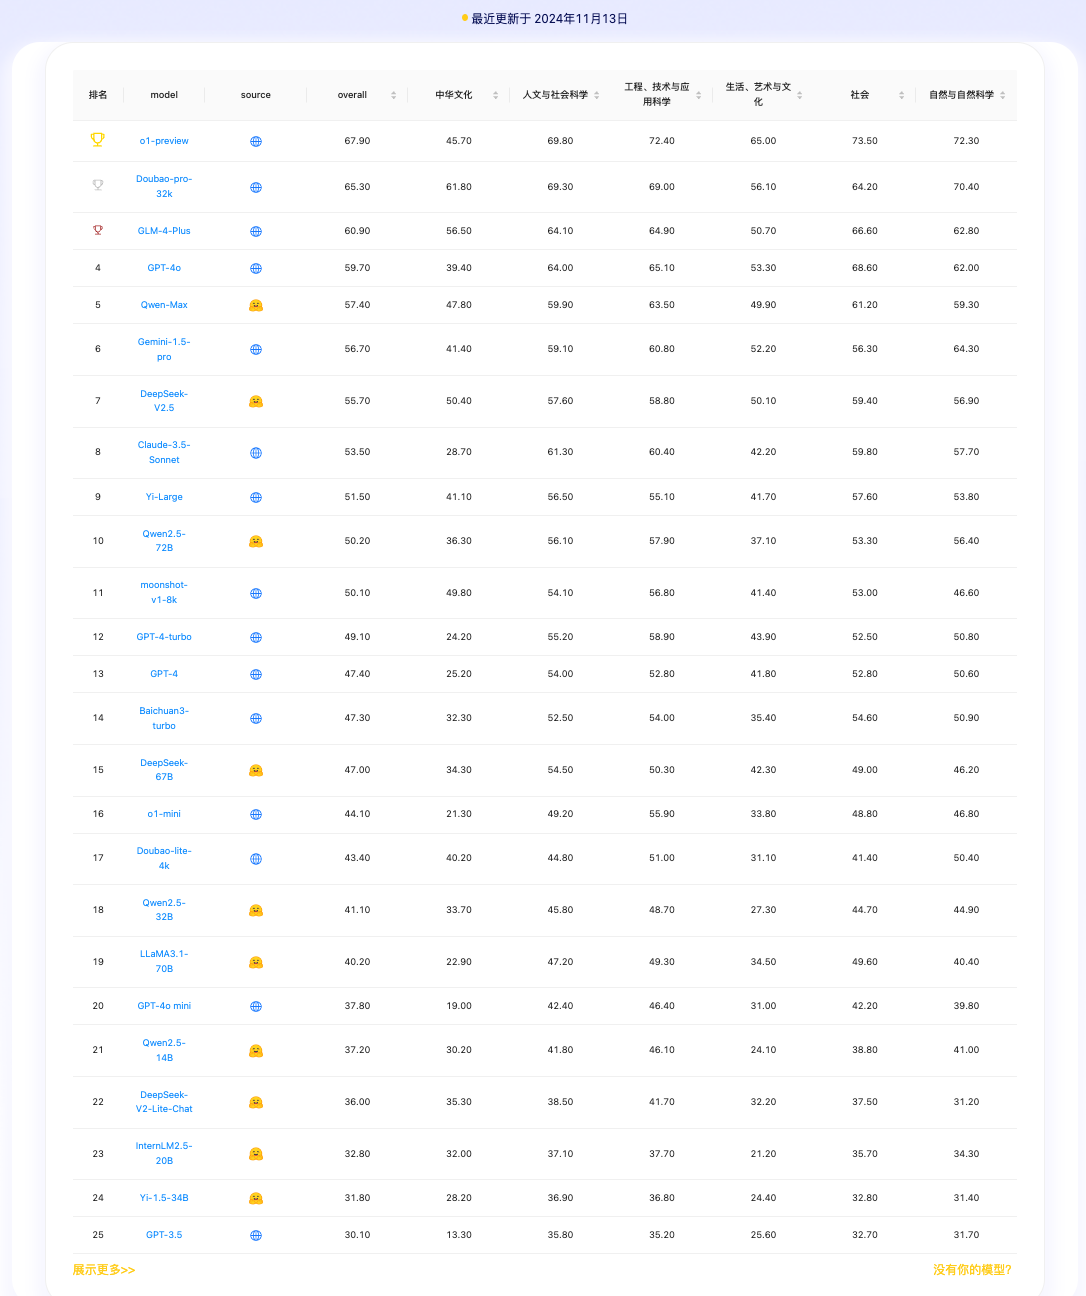 最近更新于 2024年11月13日
排名 model source overall 中华文化 人文与社会科学 工程、技术与应用科学 生活、艺术与文化 社会 自然与自然科学
o1-preview 67.90 45.70 69.80 72.40 65.00 73.50 72.30
Doubao-pro-32k 65.30 61.80 69.30 69.00 56.10 64.20 70.40
GLM-4-Plus 60.90 56.50 64.10 64.90 50.70 66.60 62.80
4 GPT-4o 59.70 39.40 64.00 65.10 53.30 68.60 62.00
5 Qwen-Max 57.40 47.80 59.90 63.50 49.90 61.20 59.30
6 Gemini-1.5-pro 56.70 41.40 59.10 60.80 52.20 56.30 64.30
7 DeepSeek-V2.5 55.70 50.40 57.60 58.80 50.10 59.40 56.90
8 Claude-3.5-Sonnet 53.50 28.70 61.30 60.40 42.20 59.80 57.70
9 Yi-Large 51.50 41.10 56.50 55.10 41.70 57.60 53.80
10 Qwen2.5-72B 50.20 36.30 56.10 57.90 37.10 53.30 56.40
11 moonshot-v1-8k 50.10 49.80 54.10 56.80 41.40 53.00 46.60
12 GPT-4-turbo 49.10 24.20 55.20 58.90 43.90 52.50 50.80
13 GPT-4 47.40 25.20 54.00 52.80 41.80 52.80 50.60
14 Baichuan3-turbo 47.30 32.30 52.50 54.00 35.40 54.60 50.90
15 DeepSeek-67B 47.00 34.30 54.50 50.30 42.30 49.00 46.20
16 o1-mini 44.10 21.30 49.20 55.90 33.80 48.80 46.80
17 Doubao-lite-4k 43.40 40.20 44.80 51.00 31.10 41.40 50.40
18 Qwen2.5-32B 41.10 33.70 45.80 48.70 27.30 44.70 44.90
19 LLaMA3.1-70B 40.20 22.90 47.20 49.30 34.50 49.60 40.40
20 GPT-4o mini 37.80 19.00 42.40 46.40 31.00 42.20 39.80
21 Qwen2.5-14B 37.20 30.20 41.80 46.10 24.10 38.80 41.00
22 DeepSeek-V2-Lite-Chat 36.00 35.30 38.50 41.70 32.20 37.50 31.20
23 InternLM2.5-20B 32.80 32.00 37.10 37.70 21.20 35.70 34.30
24 Yi-1.5-34B 31.80 28.20 36.90 36.80 24.40 32.80 31.40
25 GPT-3.5 30.10 13.30 35.80 35.20 25.60 32.70 31.70
展示更多>> 没有你的模型?